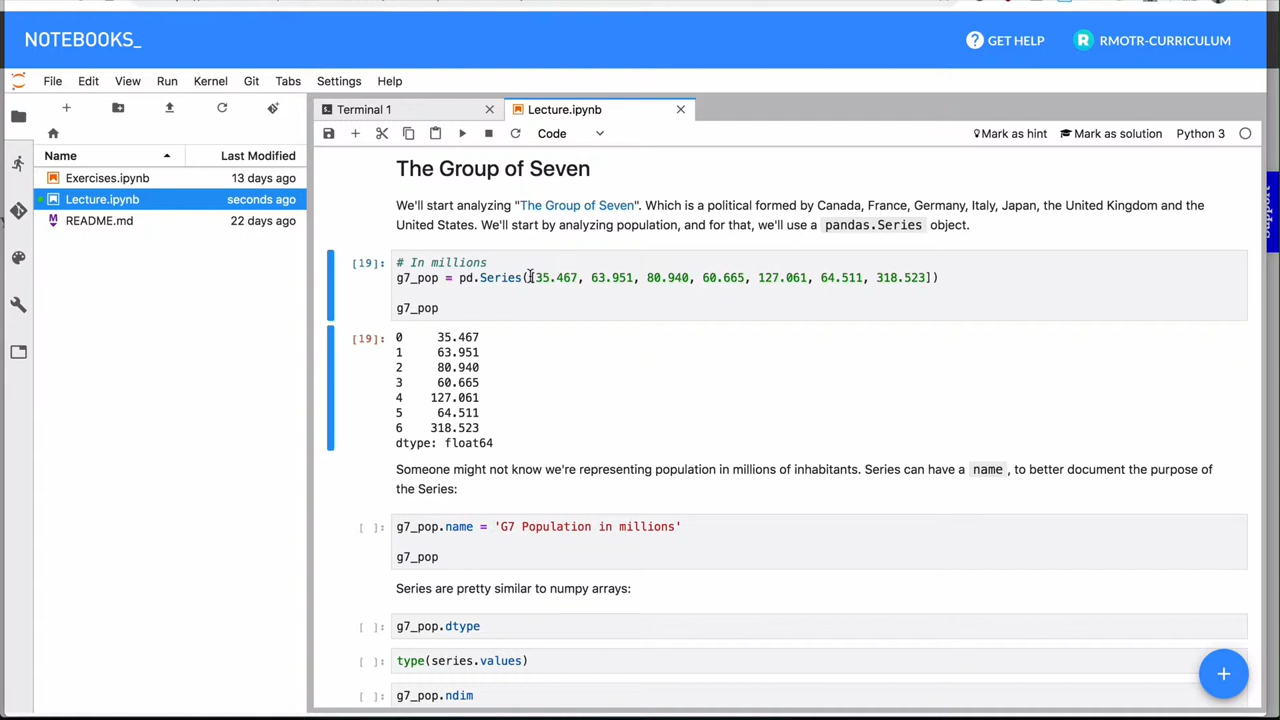 NOTEBOOKS_
? GET HELP
R RMOTR-CURRICULUM
File Edit View Run Kernel Git Tabs Settings Help
Terminal 1
Lecture.ipynb
Code
Mark as hint
Mark as solution
Python 3
Name Last Modified
Exercises.ipynb 13 days ago
Lecture.ipynb seconds ago
README.md 22 days ago
Support
The Group of Seven
We'll start analyzing "The Group of Seven". Which is a political formed by Canada, France, Germany, Italy, Japan, the United Kingdom and the
United States. We'll start by analyzing population, and for that, we'll use a pandas.Series object.
[19]: # In millions
g7_pop = pd.Series([35.467, 63.951, 80.940, 60.665, 127.061, 64.511, 318.523])
g7_pop
[19]: 0 35.467
1 63.951
2 80.940
3 60.665
4 127.061
5 64.511
6 318.523
dtype: float64
Someone might not know we're representing population in millions of inhabitants. Series can have a name, to better document the purpose of
the Series:
[ ]: g7_pop.name = 'G7 Population in millions'
g7_pop
Series are pretty similar to numpy arrays:
[ ]: g7_pop.dtype
[ ]: type(series.values)
[ ]: g7_pop.ndim